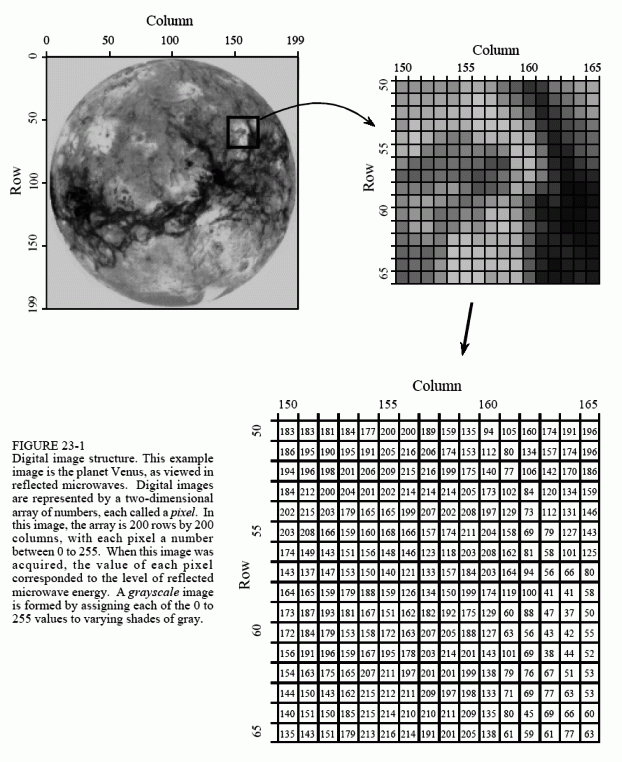 Column
0 50 100 150 199
Row
0
50
100
150
199
Column
150 155 160 165
Row
50
55
60
65
Column
150 155 160 165
Row
50
55
60
65
183 183 181 184 177 200 200 189 159 135 94 105 160 174 191 196
186 195 190 195 191 205 216 206 174 153 112 80 134 157 174 196
194 196 198 201 206 209 215 216 199 175 140 77 106 142 170 186
184 212 200 204 201 202 214 214 214 205 173 102 84 120 134 159
202 215 203 179 165 165 199 207 202 208 197 129 73 112 131 146
203 208 166 159 160 168 166 157 174 211 204 158 69 79 127 143
174 149 143 151 156 148 146 123 118 203 208 162 81 58 101 125
143 137 147 153 150 140 121 133 157 184 203 164 94 56 66 80
164 165 159 179 188 159 126 134 150 199 174 119 100 41 41 58
173 187 193 181 167 151 162 182 192 175 129 60 88 47 37 50
172 184 179 153 158 172 163 207 205 188 127 63 56 43 42 55
156 191 196 159 167 195 178 203 214 201 143 101 69 38 44 52
154 163 175 165 207 211 197 201 201 199 138 79 76 67 51 53
144 150 143 162 215 212 211 209 197 198 133 71 69 77 63 53
140 151 150 185 215 214 210 210 211 209 135 80 45 69 66 60
135 143 151 179 213 216 214 191 201 205 138 61 59 61 77 63
FIGURE 23-1
Digital image structure. This example
image is the planet Venus, as viewed in
reflected microwaves. Digital images
are represented by a two-dimensional
array of numbers, each called a pixel. In
this image, the array is 200 rows by 200
columns, with each pixel a number
between 0 to 255. When this image was
acquired, the value of each pixel
corresponded to the level of reflected
microwave energy. A grayscale image
is formed by assigning each of the 0 to
255 values to varying shades of gray.